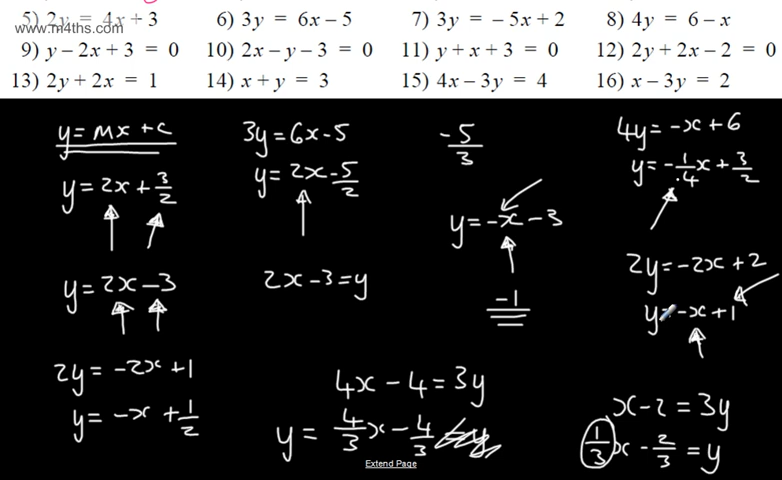 5) 2y = 4x + 3 6) 3y = 6x − 5 7) 3y = − 5x + 2 8) 4y = 6 − x
www.m4ths.com
9) y − 2x + 3 = 0 10) 2x − y − 3 = 0 11) y + x + 3 = 0 12) 2y + 2x − 2 = 0
13) 2y + 2x = 1 14) x + y = 3 15) 4x − 3y = 4 16) x − 3y = 2
y = mx + c
y = 2x + 3/2
y = 2x − 3
2y = −2x + 1
y = −x + 1/2
3y = 6x − 5
y = 2x − 5/2
2x − 3 = y
−5/3
y = −x − 3
−1
4x − 4 = 3y
y = 4/3x − 4/3
4y = −x + 6
y = −1/4x + 3/2
2y = −2x + 2
y = −x + 1
x − 2 = 3y
1/3x − 2/3 = y
Extend Page